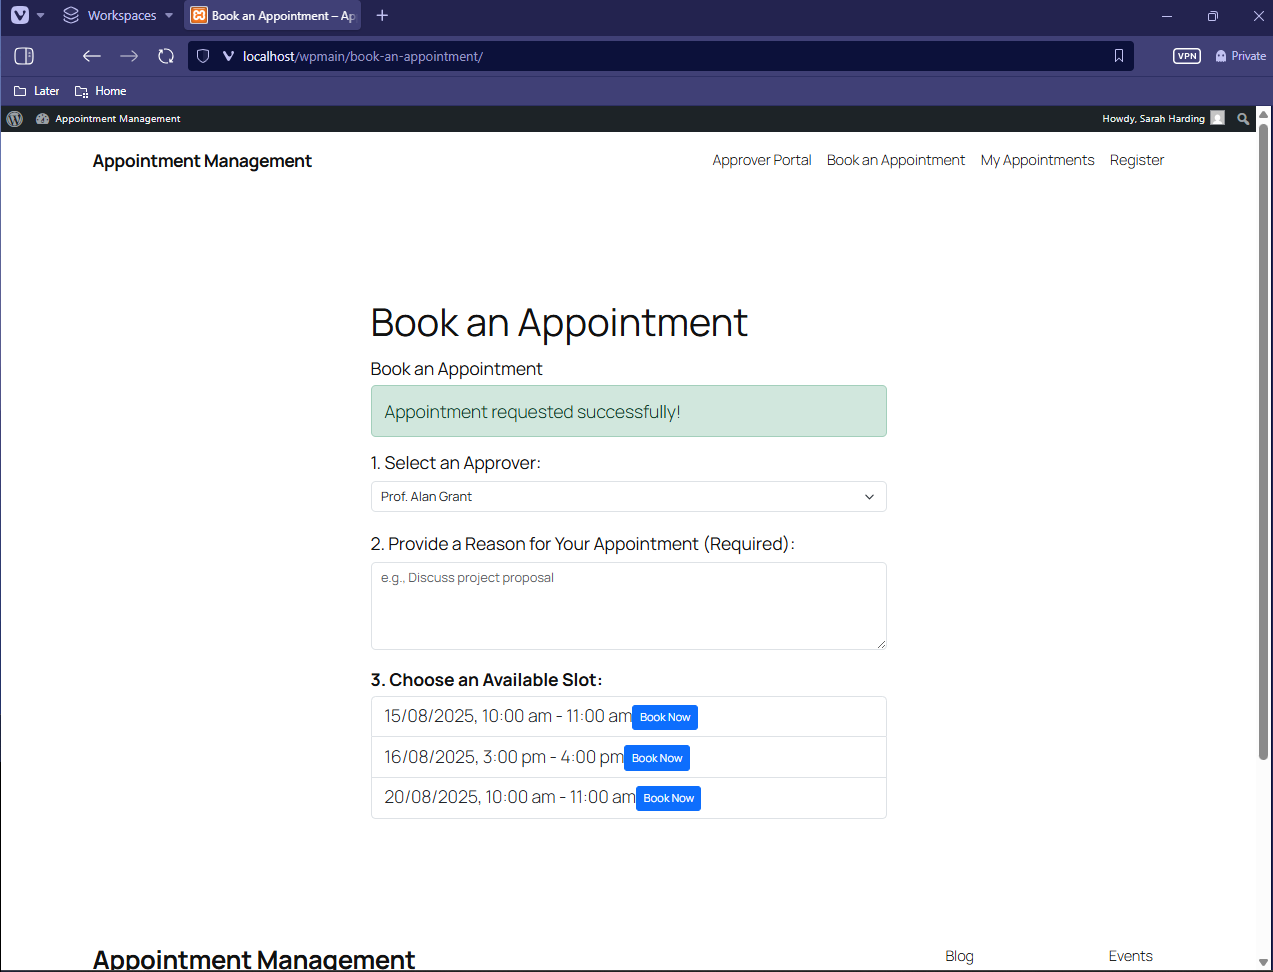 Workspaces
Book an Appointment – Ap
localhost/wpmain/book-an-appointment/
VPN
Private
Later
Home
Appointment Management
Howdy, Sarah Harding
Appointment Management
Approver Portal
Book an Appointment
My Appointments
Register
Book an Appointment
Book an Appointment
Appointment requested successfully!
1. Select an Approver:
Prof. Alan Grant
2. Provide a Reason for Your Appointment (Required):
e.g., Discuss project proposal
3. Choose an Available Slot:
15/08/2025, 10:00 am - 11:00 am Book Now
16/08/2025, 3:00 pm - 4:00 pm Book Now
20/08/2025, 10:00 am - 11:00 am Book Now
Appointment Management
Blog
Events